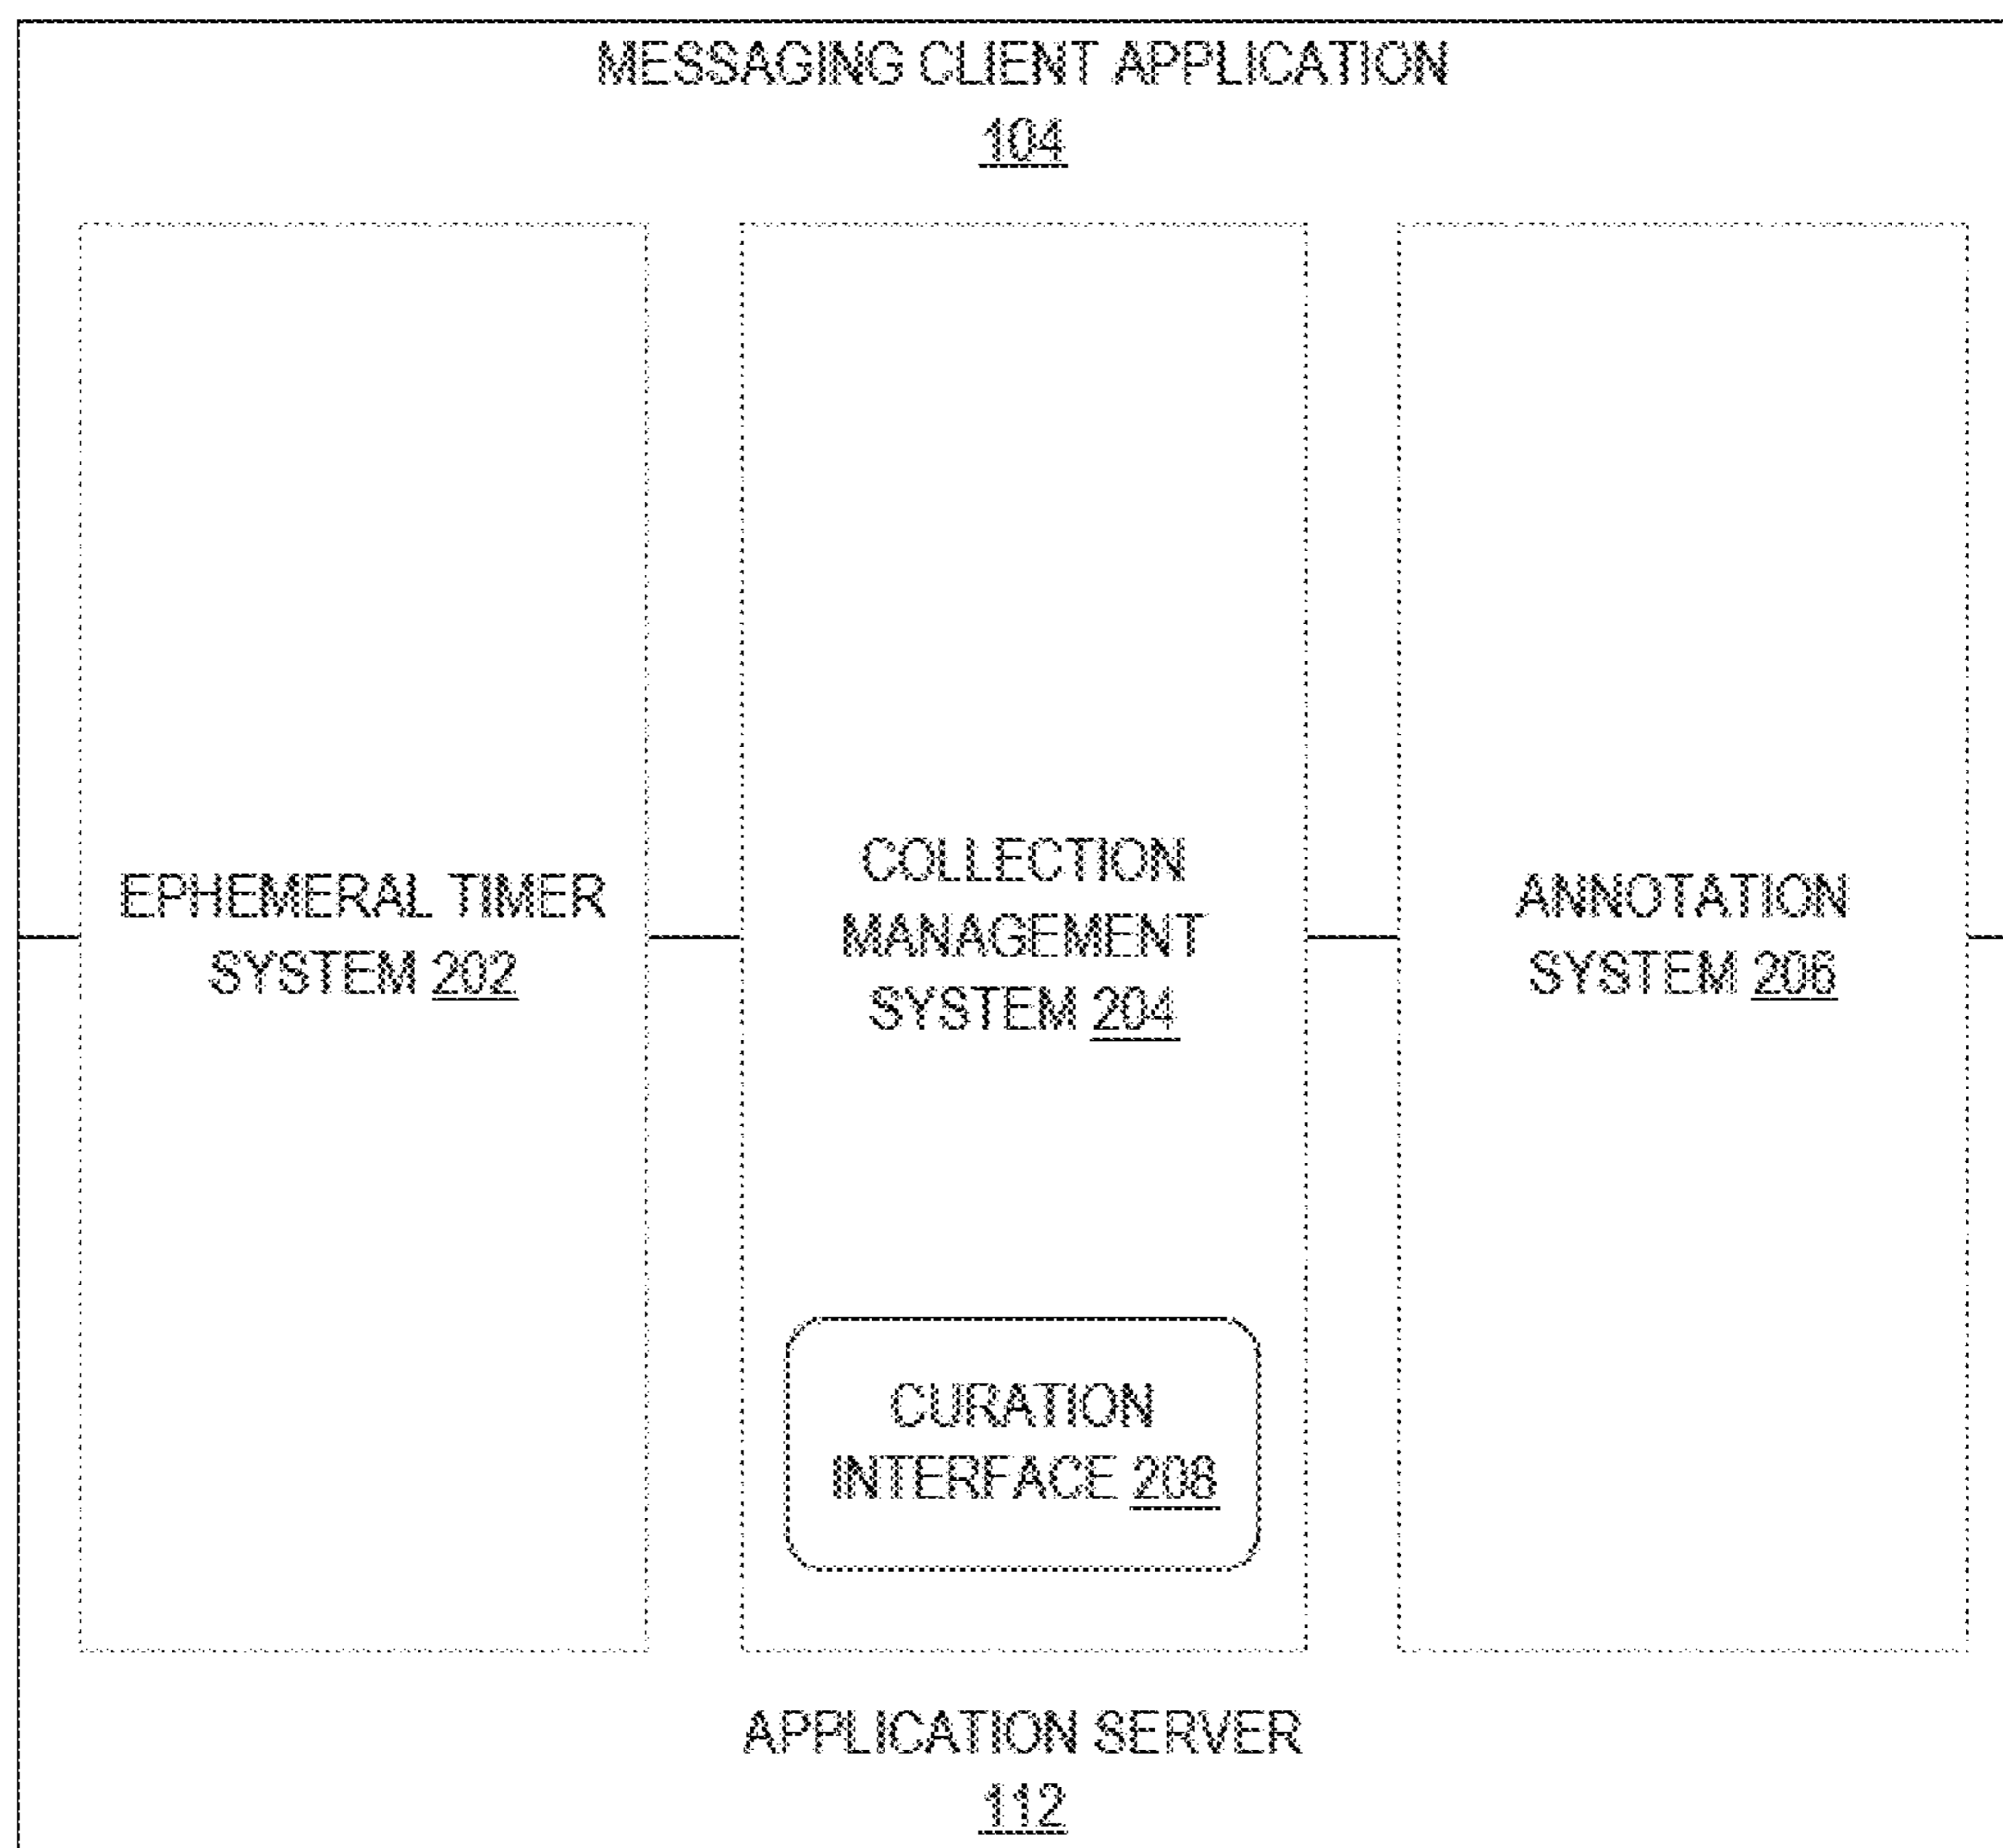 MESSAGING CLIENT APPLICATION
104
EPHEMERAL TIMER
SYSTEM 202
COLLECTION
MANAGEMENT
SYSTEM 204
ANNOTATION
SYSTEM 206
CURATION
INTERFACE 208
APPLICATION SERVER
112